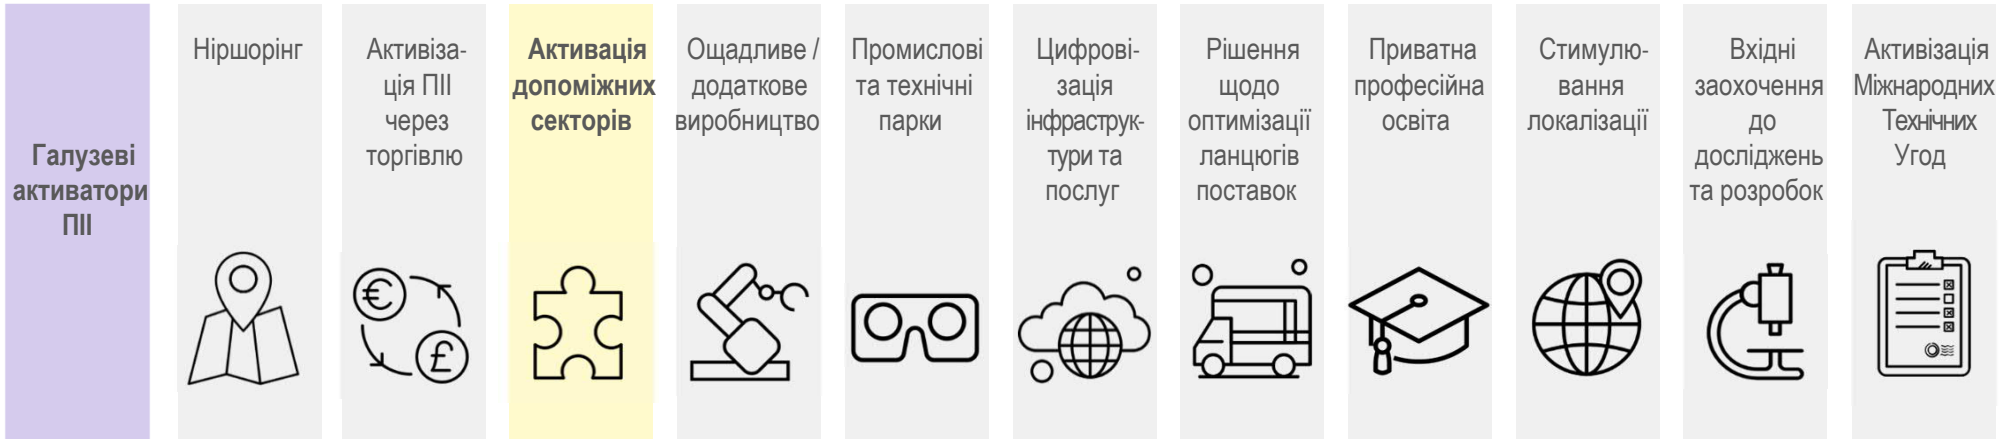 Галузеві
активатори
ПІІ
Ніршорінг
Активіза-
ція ПІІ
через
торгівлю
Активація
допоміжних
секторів
Ощадливе /
додаткове
виробництво
Промислові
та технічні
парки
Цифрові-
зація
інфраструк-
тури та
послуг
Рішення
щодо
оптимізації
ланцюгів
поставок
Приватна
професійна
освіта
Стимулю-
вання
локалізації
Вхідні
заохочення
до
досліджень
та розробок
Активізація
Міжнародних
Технічних
Угод
€
£